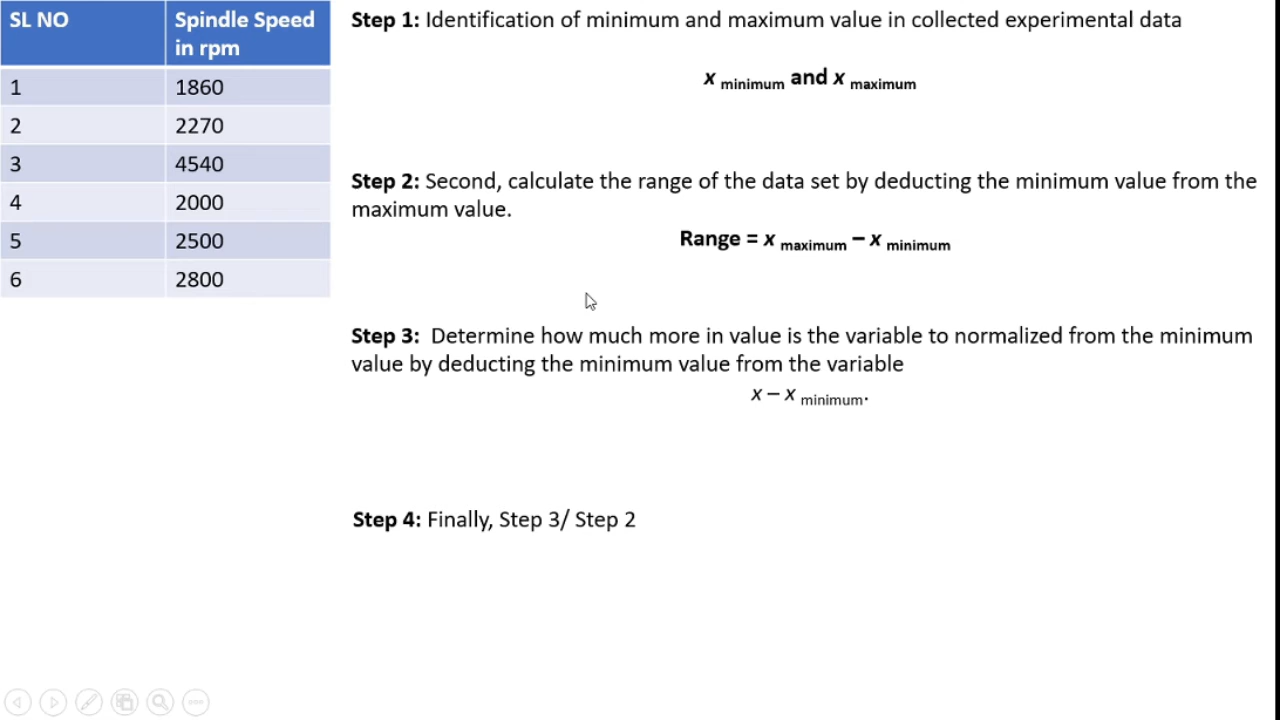 SL NO Spindle Speed
in rpm
1 1860
2 2270
3 4540
4 2000
5 2500
6 2800
Step 1: Identification of minimum and maximum value in collected experimental data
x minimum and x maximum
Step 2: Second, calculate the range of the data set by deducting the minimum value from the
maximum value.
Range = x maximum – x minimum
Step 3: Determine how much more in value is the variable to normalized from the minimum
value by deducting the minimum value from the variable
x – x minimum.
Step 4: Finally, Step 3/ Step 2